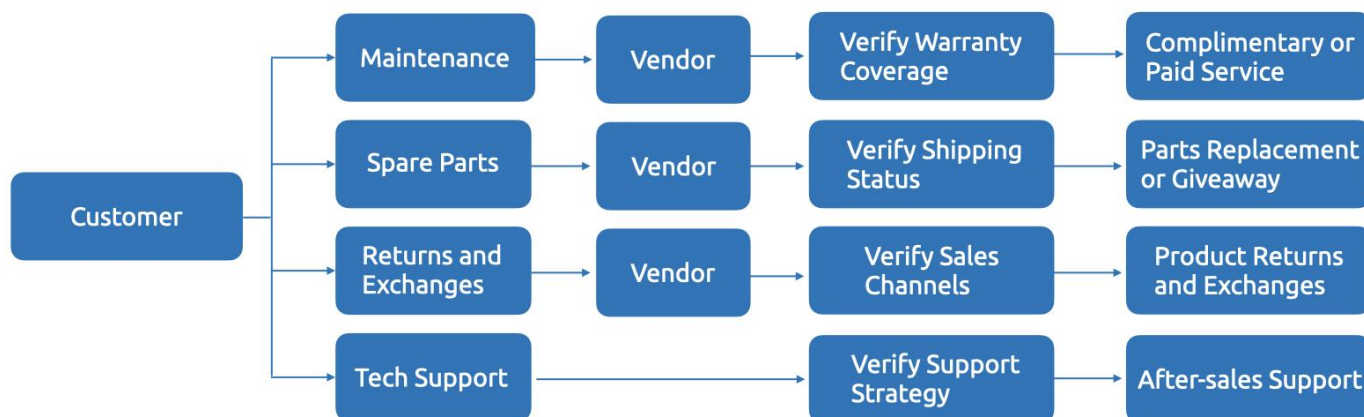 Maintenance
Vendor
Verify Warranty
Coverage
Complimentary or
Paid Service
Spare Parts
Vendor
Verify Shipping
Status
Parts Replacement
or Giveaway
Customer
Returns and
Exchanges
Vendor
Verify Sales
Channels
Product Returns
and Exchanges
Tech Support
Verify Support
Strategy
After-sales Support